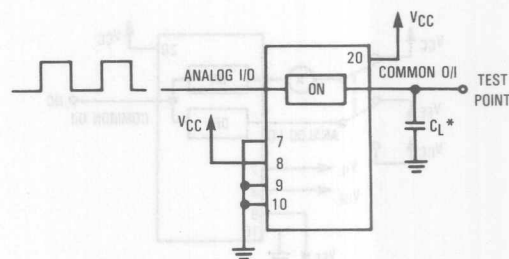 VCC
20
ANALOG I/O
ON
COMMON O/I
TEST
POINT
CL*
VCC
7
8
9
10